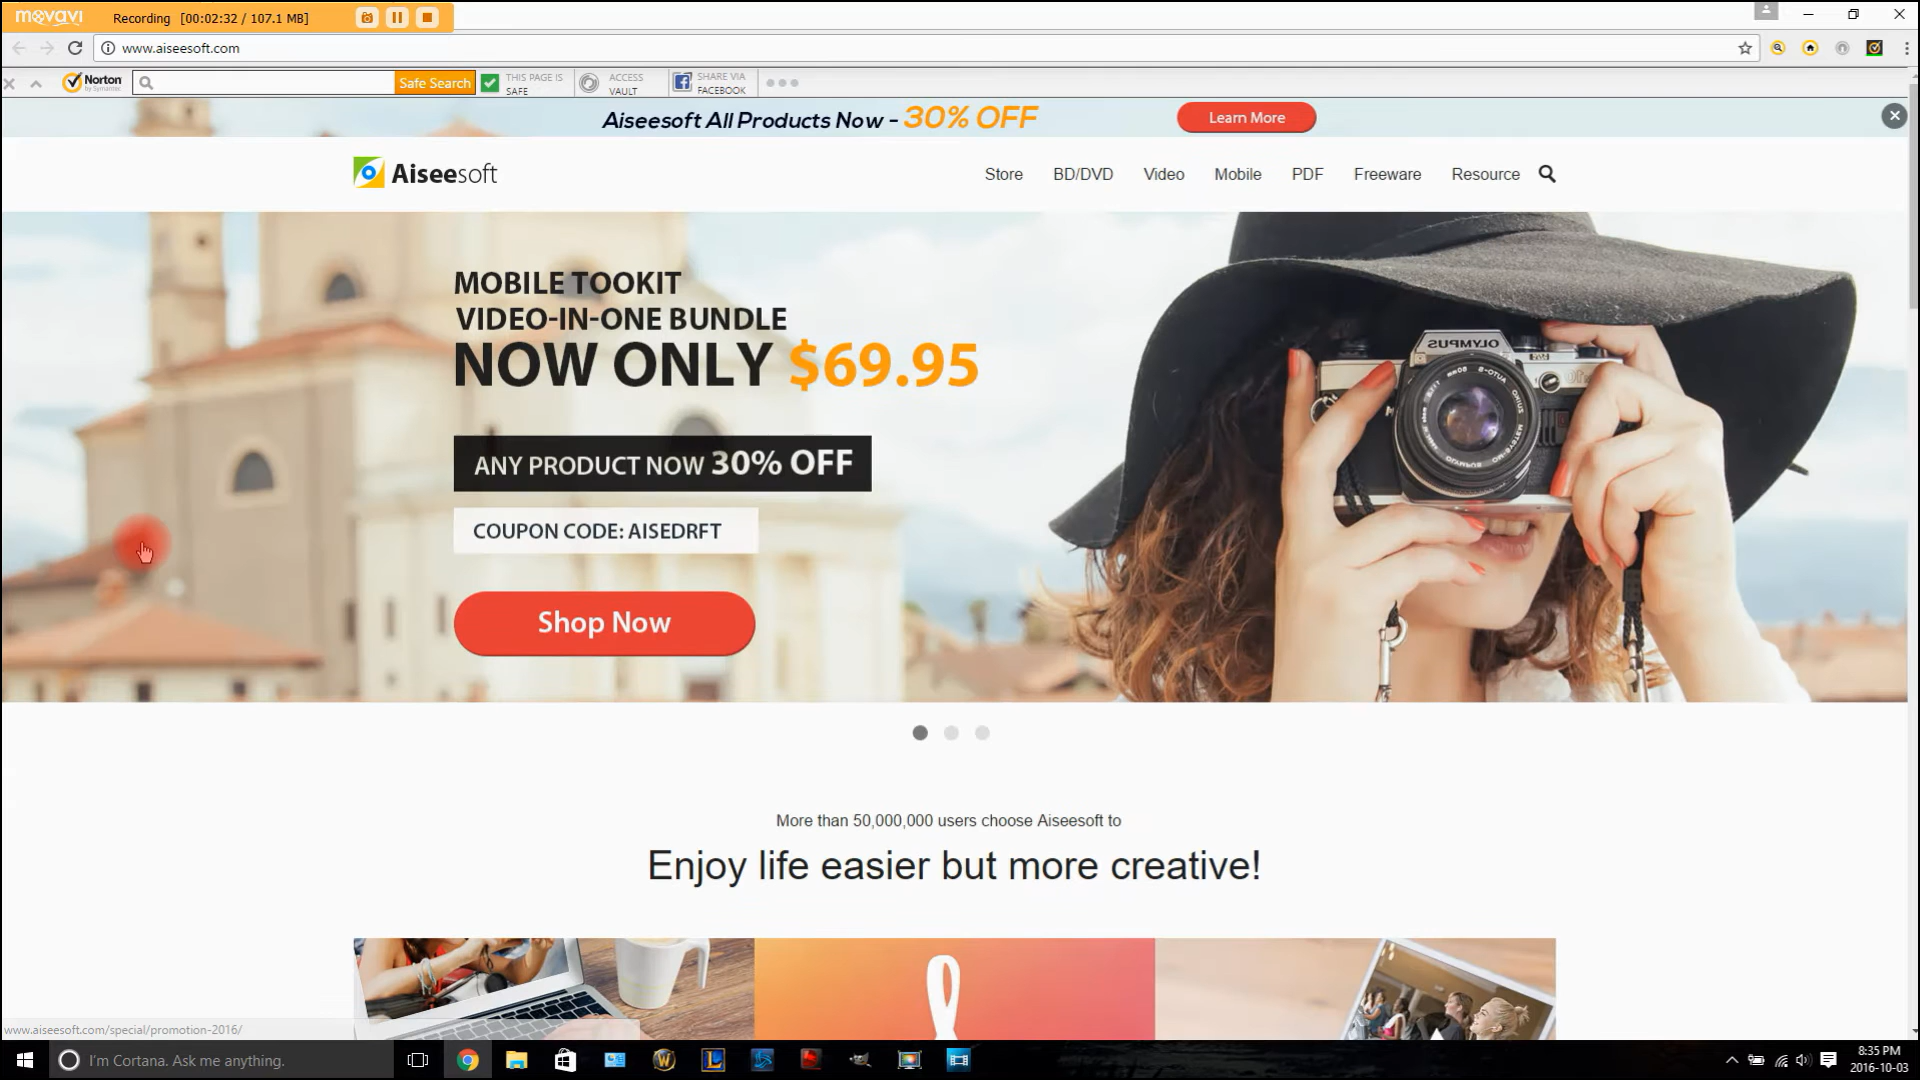 movavi Recording [00:02:32 / 107.1 MB]
www.aiseesoft.com
Norton
by Symantec
Safe Search
THIS PAGE IS
SAFE
ACCESS
VAULT
SHARE VIA
FACEBOOK
Aiseesoft All Products Now - 30% OFF
Learn More
Aiseesoft
Store BD/DVD Video Mobile PDF Freeware Resource
MOBILE TOOKIT
VIDEO-IN-ONE BUNDLE
NOW ONLY $69.95
ANY PRODUCT NOW 30% OFF
COUPON CODE: AISEDRFT
Shop Now
OLYMPUS
More than 50,000,000 users choose Aiseesoft to
Enjoy life easier but more creative!
www.aiseesoft.com/special/promotion-2016/
I'm Cortana. Ask me anything.
8:35 PM
2016-10-03